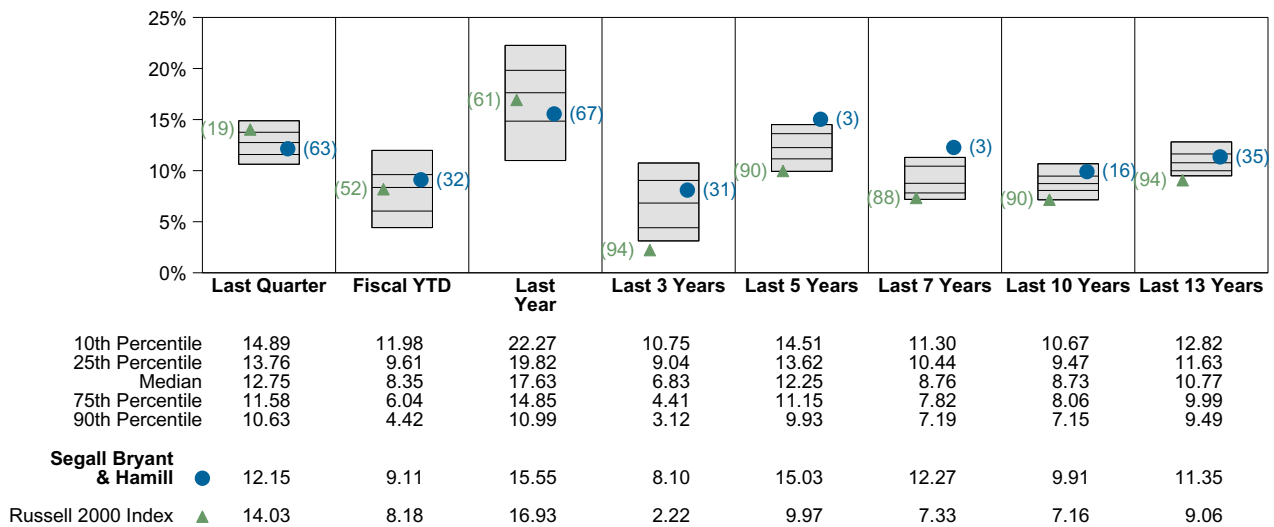 25%
20%
15%
10%
5%
0%
(19) (63) (52) (32) (61) (67) (94) (31) (90) (3) (88) (3) (90) (16) (94) (35)
Last Quarter Fiscal YTD Last Year Last 3 Years Last 5 Years Last 7 Years Last 10 Years Last 13 Years
10th Percentile 14.89 11.98 22.27 10.75 14.51 11.30 10.67 12.82
25th Percentile 13.76 9.61 19.82 9.04 13.62 10.44 9.47 11.63
Median 12.75 8.35 17.63 6.83 12.25 8.76 8.73 10.77
75th Percentile 11.58 6.04 14.85 4.41 11.15 7.82 8.06 9.99
90th Percentile 10.63 4.42 10.99 3.12 9.93 7.19 7.15 9.49
Segall Bryant
& Hamill 12.15 9.11 15.55 8.10 15.03 12.27 9.91 11.35
Russell 2000 Index 14.03 8.18 16.93 2.22 9.97 7.33 7.16 9.06